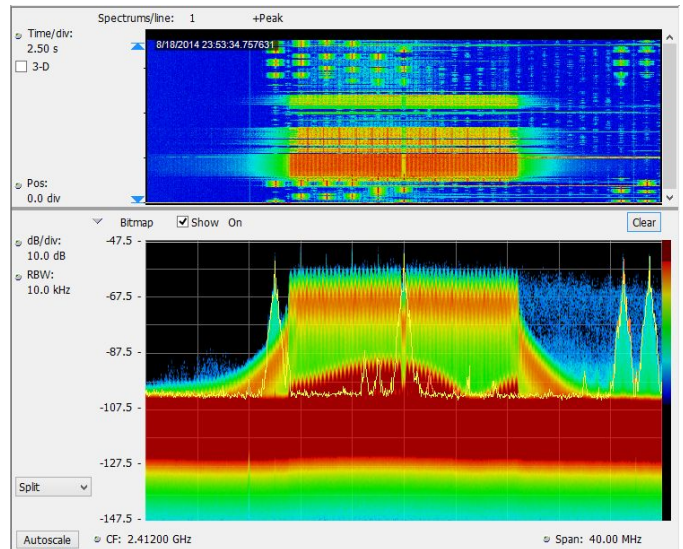 Spectrums/line: 1 +Peak
Time/div:
2.50 s
3-D
8/18/2014 23:53:34.757631
Pos:
0.0 div
Bitmap Show On Clear
dB/div:
10.0 dB
RBW:
10.0 kHz
-47.5
-67.5
-87.5
-107.5
-127.5
-147.5
Split
Autoscale CF: 2.41200 GHz Span: 40.00 MHz